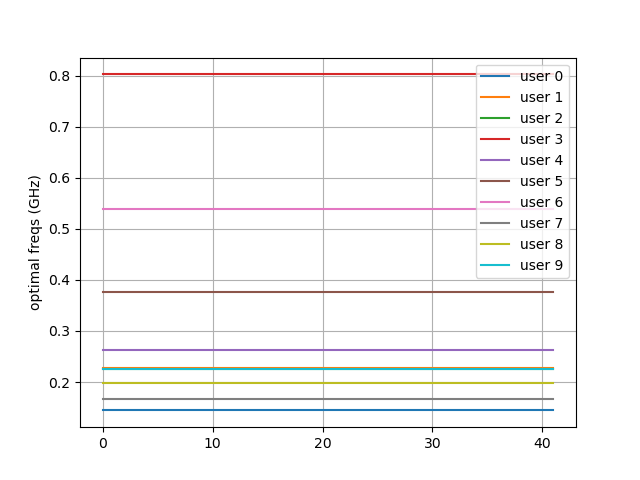 0.8
0.7
0.6
0.5
0.4
0.3
0.2
optimal freqs (GHz)
0 10 20 30 40
user 0
user 1
user 2
user 3
user 4
user 5
user 6
user 7
user 8
user 9